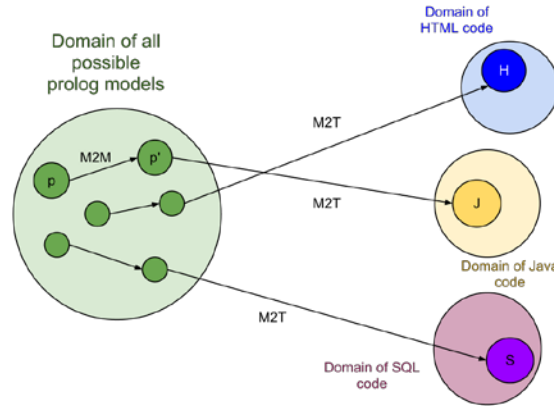 Domain of all
possible
prolog models
Domain of
HTML code
H
M2T
M2M
p
p'
M2T
J
Domain of Java
code
M2T
Domain of SQL
code
S